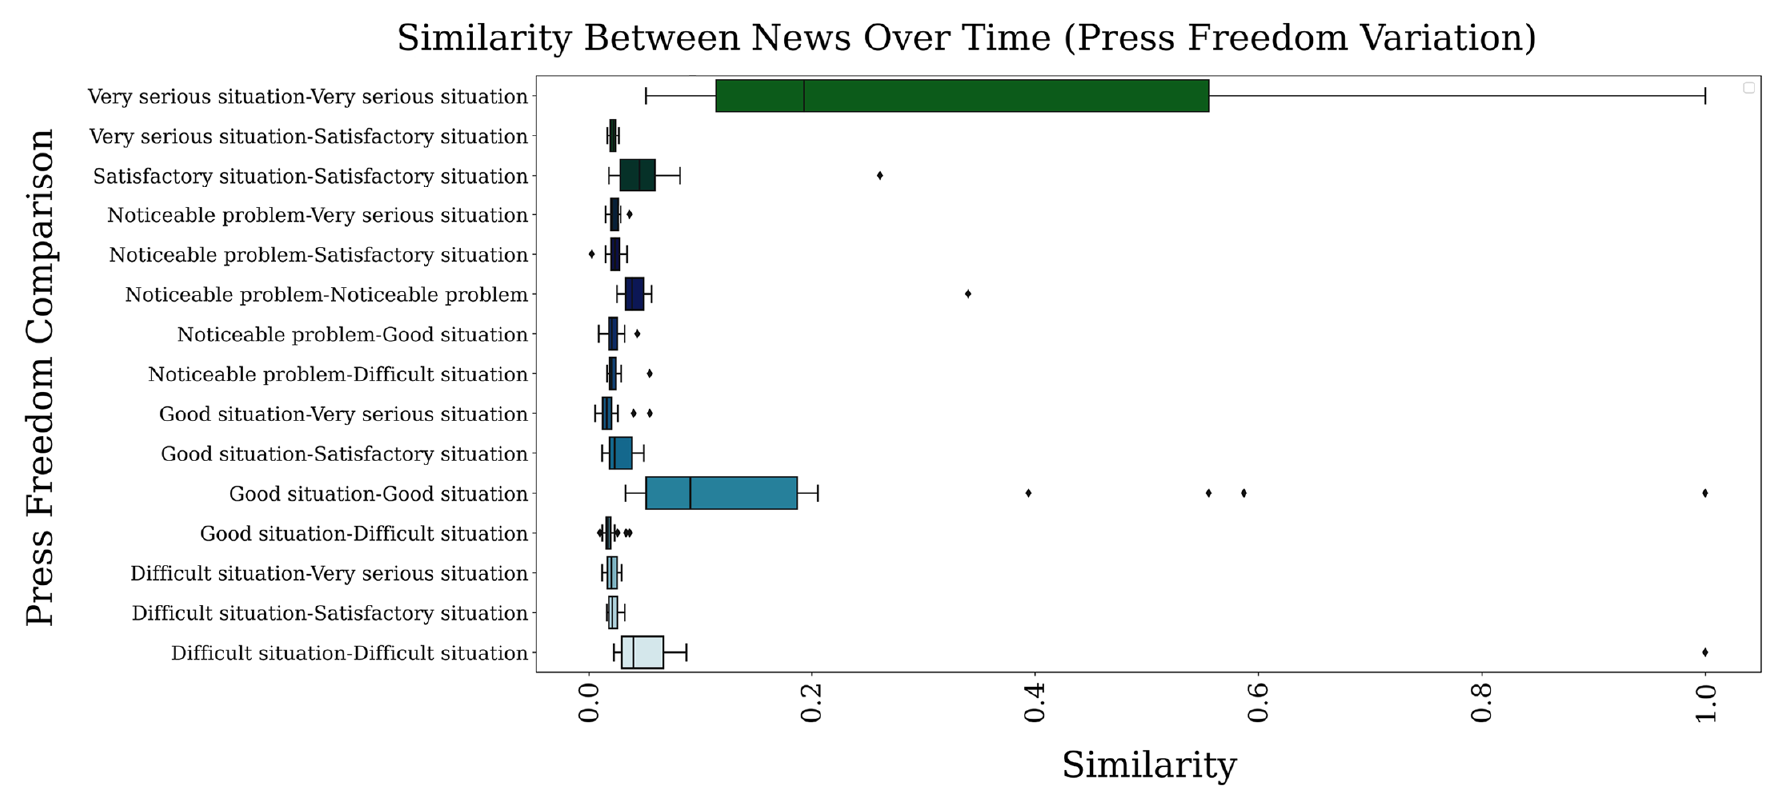 Similarity Between News Over Time (Press Freedom Variation)
Press Freedom Comparison
Very serious situation-Very serious situation
Very serious situation-Satisfactory situation
Satisfactory situation-Satisfactory situation
Noticeable problem-Very serious situation
Noticeable problem-Satisfactory situation
Noticeable problem-Noticeable problem
Noticeable problem-Good situation
Noticeable problem-Difficult situation
Good situation-Very serious situation
Good situation-Satisfactory situation
Good situation-Good situation
Good situation-Difficult situation
Difficult situation-Very serious situation
Difficult situation-Satisfactory situation
Difficult situation-Difficult situation
0.0
0.2
0.4
0.6
0.8
1.0
Similarity